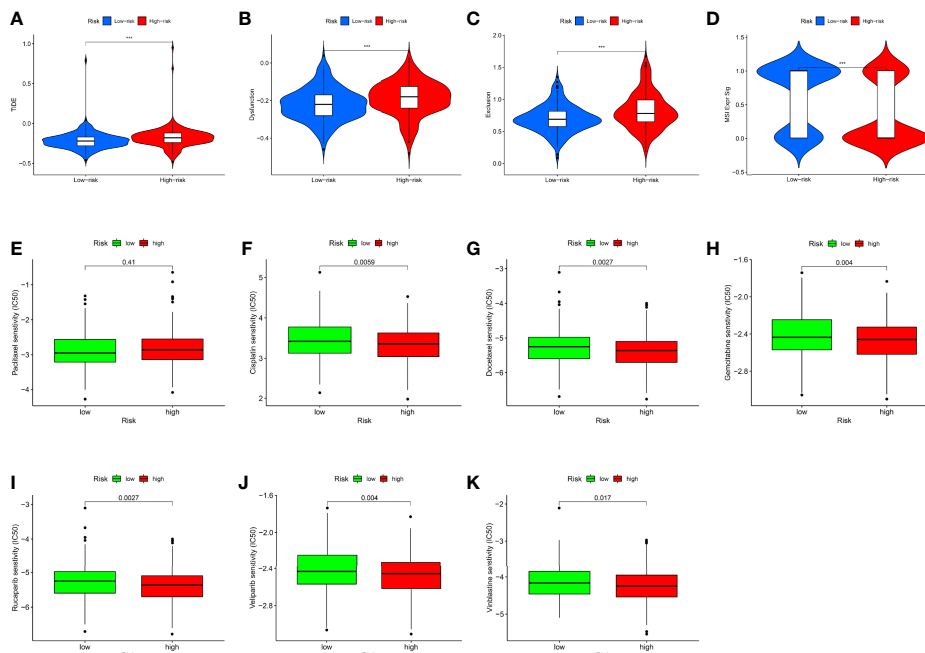 A
Risk Low−risk High−risk
***
1.0
0.5
0.0
−0.5
TIDE
Low−risk High−risk
B
Risk Low−risk High−risk
***
0.0
−0.2
−0.4
Dysfunction
Low−risk High−risk
C
Risk Low−risk High−risk
***
2.0
1.5
1.0
0.5
0.0
Exclusion
Low−risk High−risk
D
Risk Low−risk High−risk
***
1.5
1.0
0.5
0.0
−0.5
MSI Expr Sig
Low−risk High−risk
E
Risk low high
0.41
−1
−2
−3
−4
Paclitaxel senstivity (IC50)
low high
Risk
F
Risk low high
0.0059
5
4
3
2
Cisplatin senstivity (IC50)
low high
Risk
G
Risk low high
0.0027
−3
−4
−5
−6
Docetaxel senstivity (IC50)
low high
Risk
H
Risk low high
0.004
−1.6
−2.0
−2.4
−2.8
Gemcitabine senstivity (IC50)
low high
Risk
I
Risk low high
0.0027
−3
−4
−5
−6
Rucaparib senstivity (IC50)
low high
J
Risk low high
0.004
−1.6
−2.0
−2.4
−2.8
Veliparib senstivity (IC50)
low high
K
Risk low high
0.017
−2
−3
−4
−5
Vinblastine senstivity (IC50)
low high